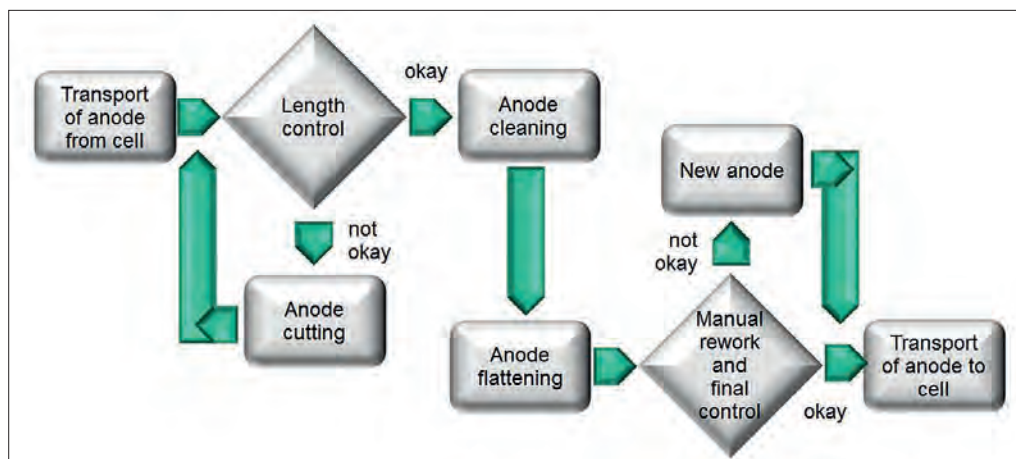 Transport
of anode
from cell
Length
control
okay
Anode
cleaning
not
okay
Anode
cutting
Anode
flattening
Manual
rework
and
final
control
not
okay
New anode
okay
Transport
of anode to
cell